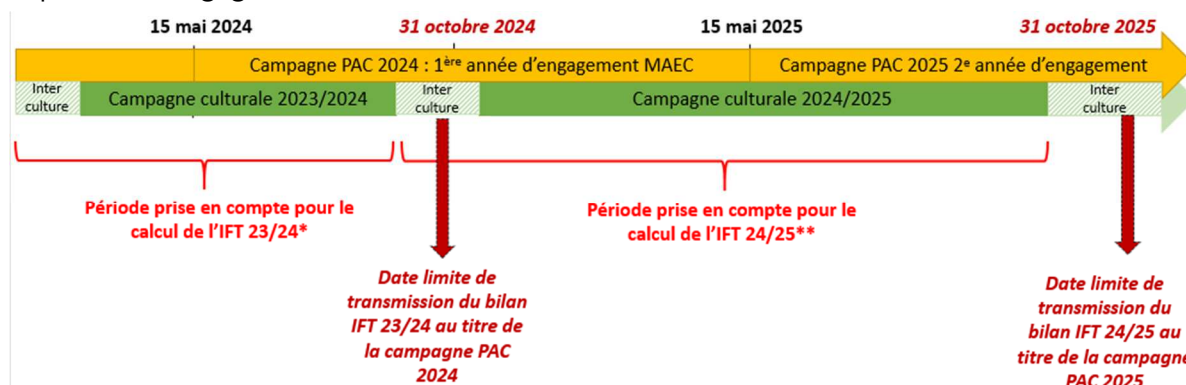 15 mai 2024
31 octobre 2024
15 mai 2025
31 octobre 2025
Campagne PAC 2024 : 1ère année d'engagement MAEC
Campagne PAC 2025 2e année d'engagement
Inter
culture
Campagne culturale 2023/2024
Inter
culture
Campagne culturale 2024/2025
Inter
culture
Période prise en compte pour le
calcul de l'IFT 23/24*
Période prise en compte pour le
calcul de l'IFT 24/25**
Date limite de
transmission du bilan
IFT 23/24 au titre de
la campagne PAC
2024
Date limite de
transmission du
bilan IFT 24/25 au
titre de la campagne
PAC 2025